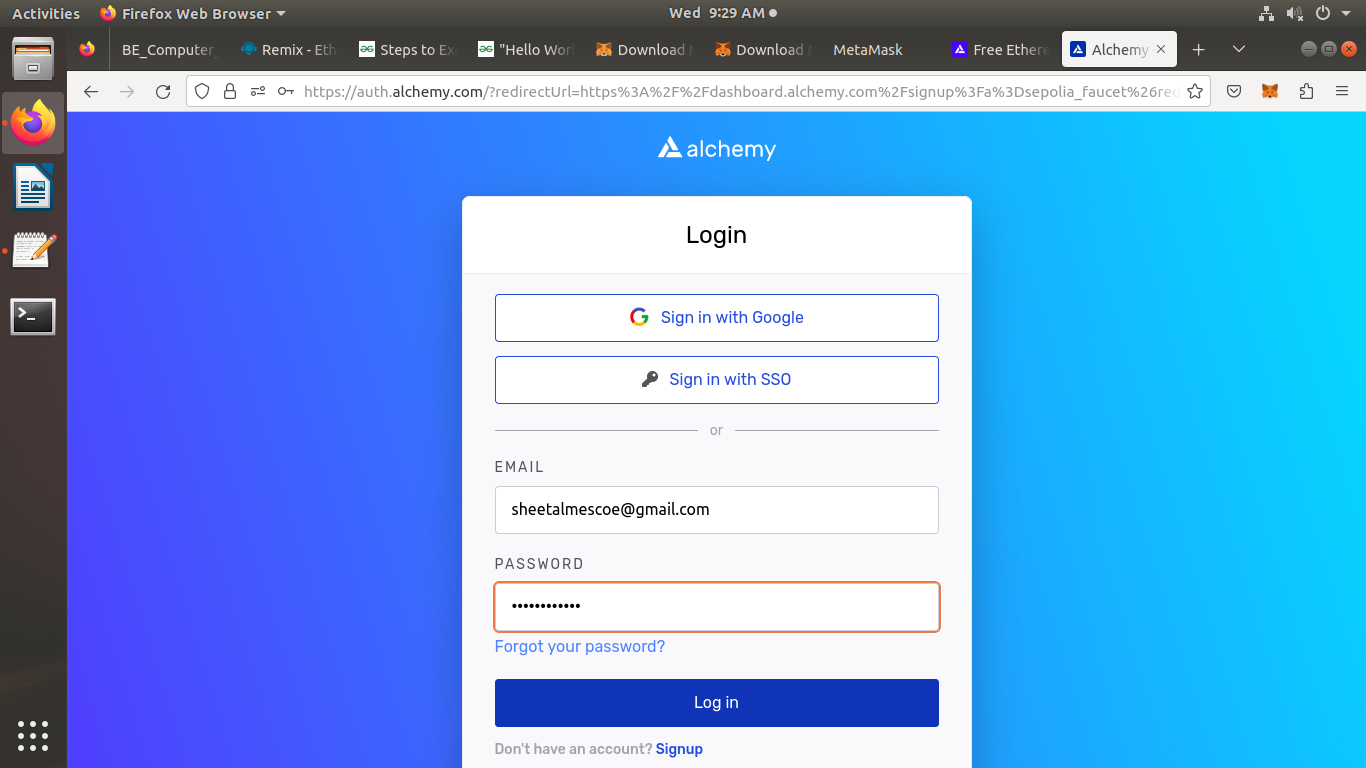 Activities Firefox Web Browser Wed 9:29 AM
BE_Computer_ Remix - Eth Steps to Ex "Hello Wor Download Download MetaMask Free Ethere Alchemy
https://auth.alchemy.com/?redirectUrl=https%3A%2F%2Fdashboard.alchemy.com%2Fsignup%3Fa%3Dsepolia_faucet%26rec
alchemy
Login
Sign in with Google
Sign in with SSO
or
EMAIL
sheetalmescoe@gmail.com
PASSWORD
••••••••••••
Forgot your password?
Log in
Don't have an account? Signup